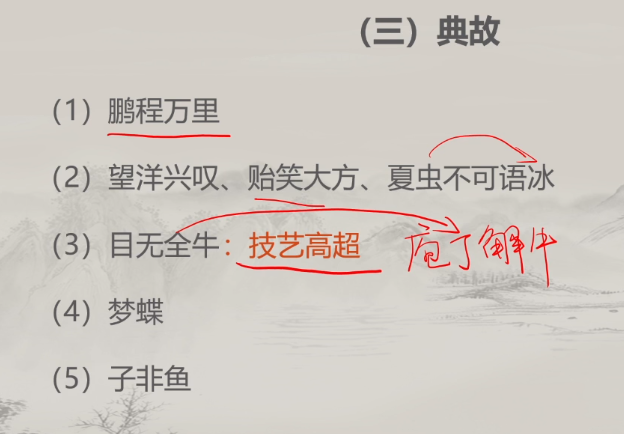 （三）典故
（1）鹏程万里
（2）望洋兴叹、贻笑大方、夏虫不可语冰
（3）目无全牛：技艺高超 庖丁解牛
（4）梦蝶
（5）子非鱼